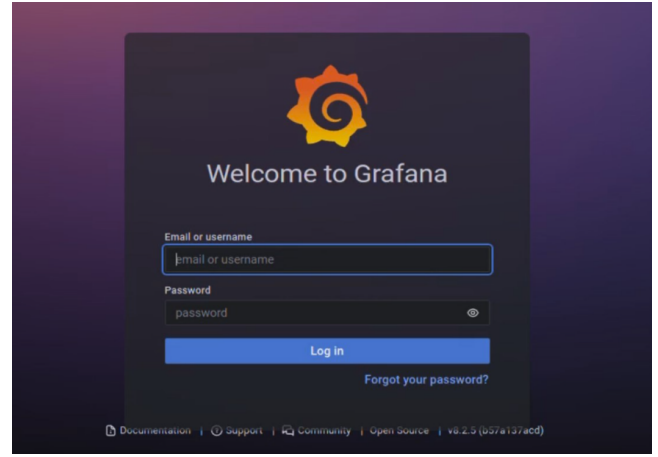 Welcome to Grafana
Email or username
email or username
Password
password
Log in
Forgot your password?
Documentation | Support | Community | Open Source | v8.2.5 (b57a137acd)